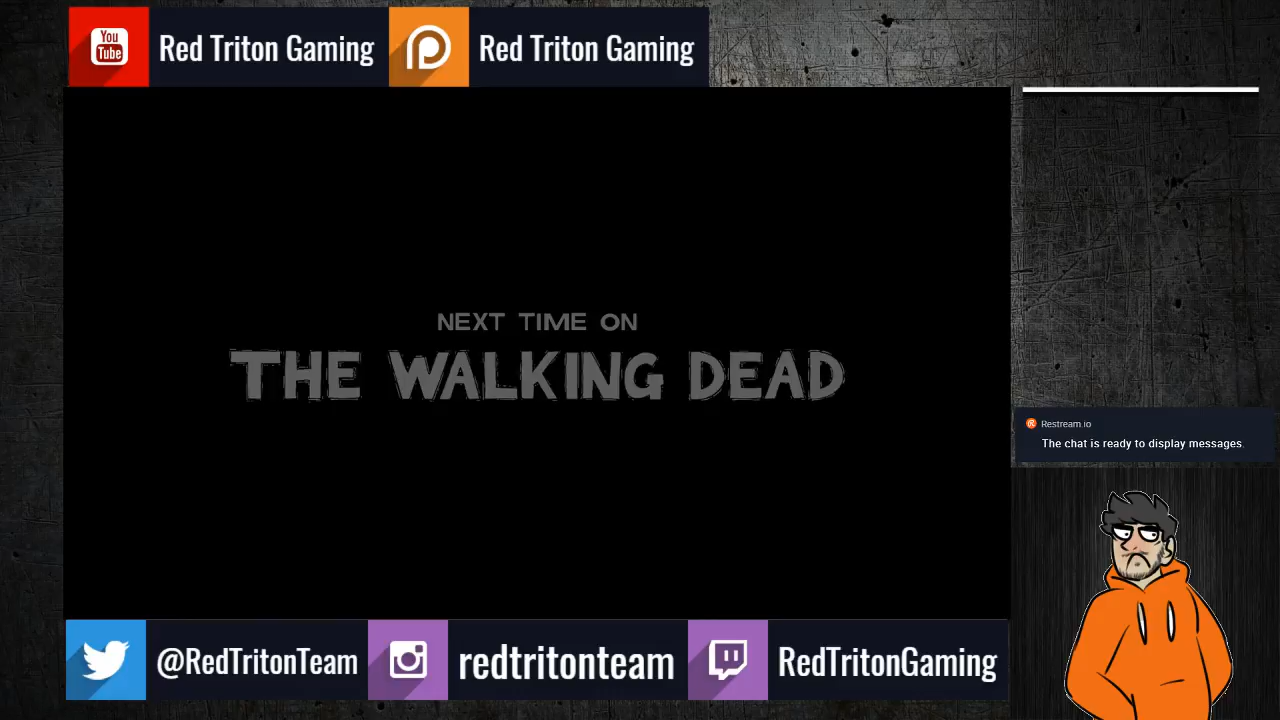 You
Tube
Red Triton Gaming
Red Triton Gaming
NEXT TIME ON
THE WALKING DEAD
Restream.io
The chat is ready to display messages.
@RedTritonTeam
redtritonteam
RedTritonGaming